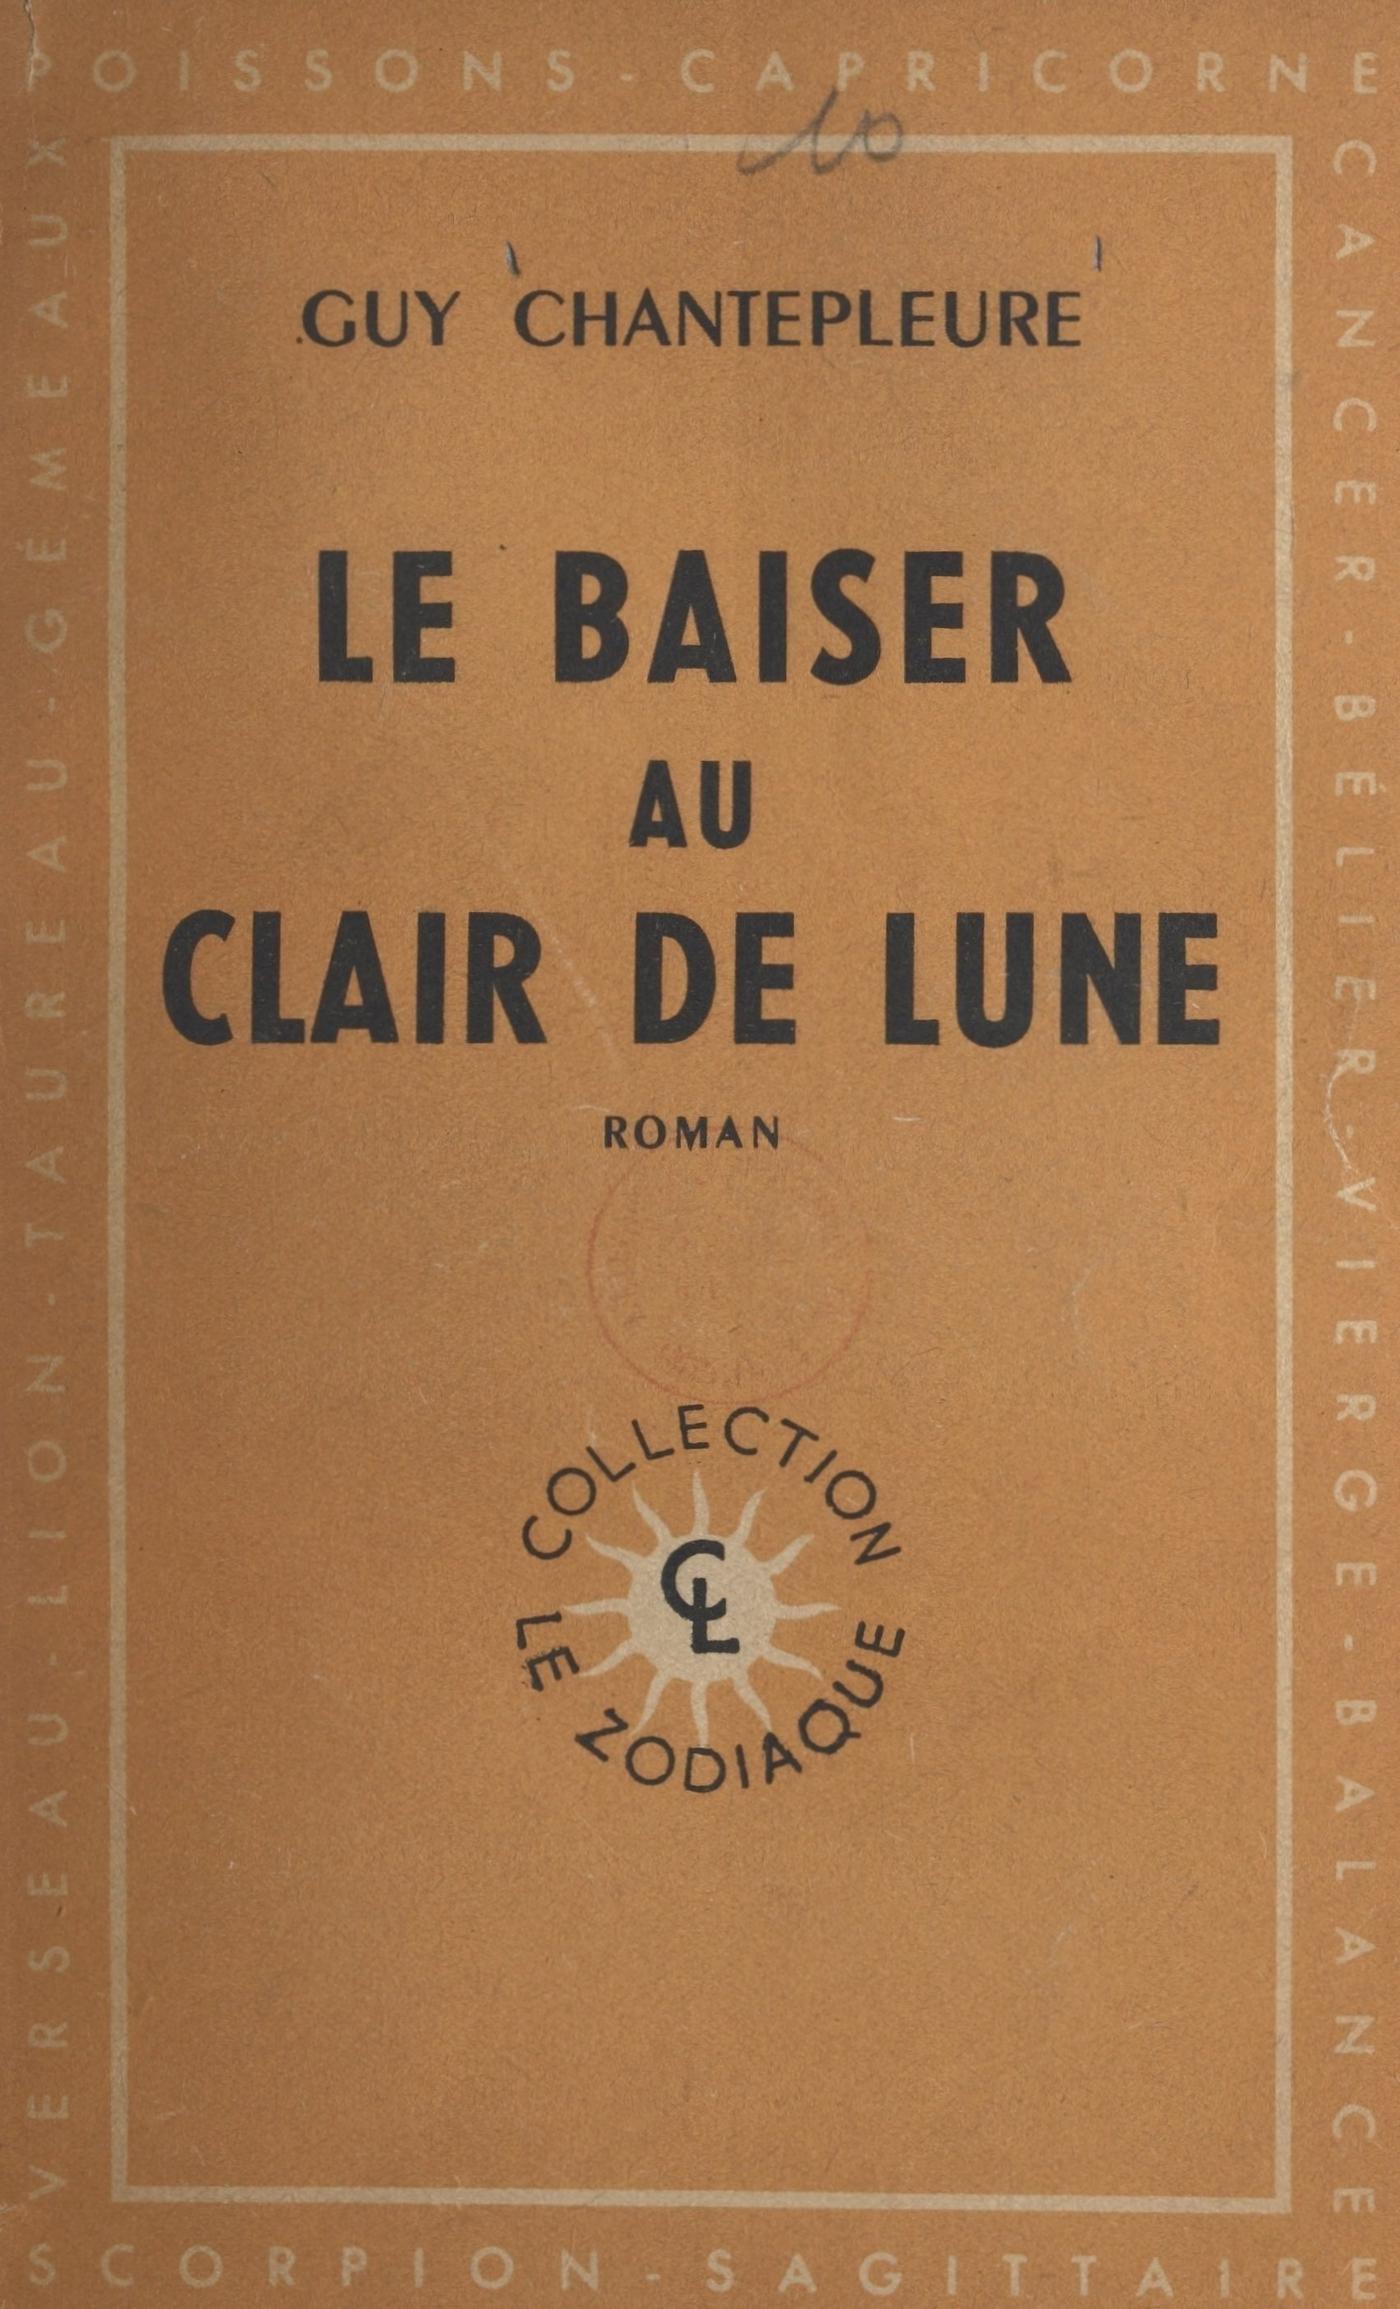 POISSONS - CAPRICORNE
10
GUY CHANTEPLEURE
LE BAISER
AU
CLAIR DE LUNE
ROMAN
COLLECTION
CL
LE ZODIAQUE
VERSEAU - LION - TAUREAU - GÉMEAUX
CANCER - BÉLIER - VIERGE - BALANCE
SCORPION - SAGITTAIRE